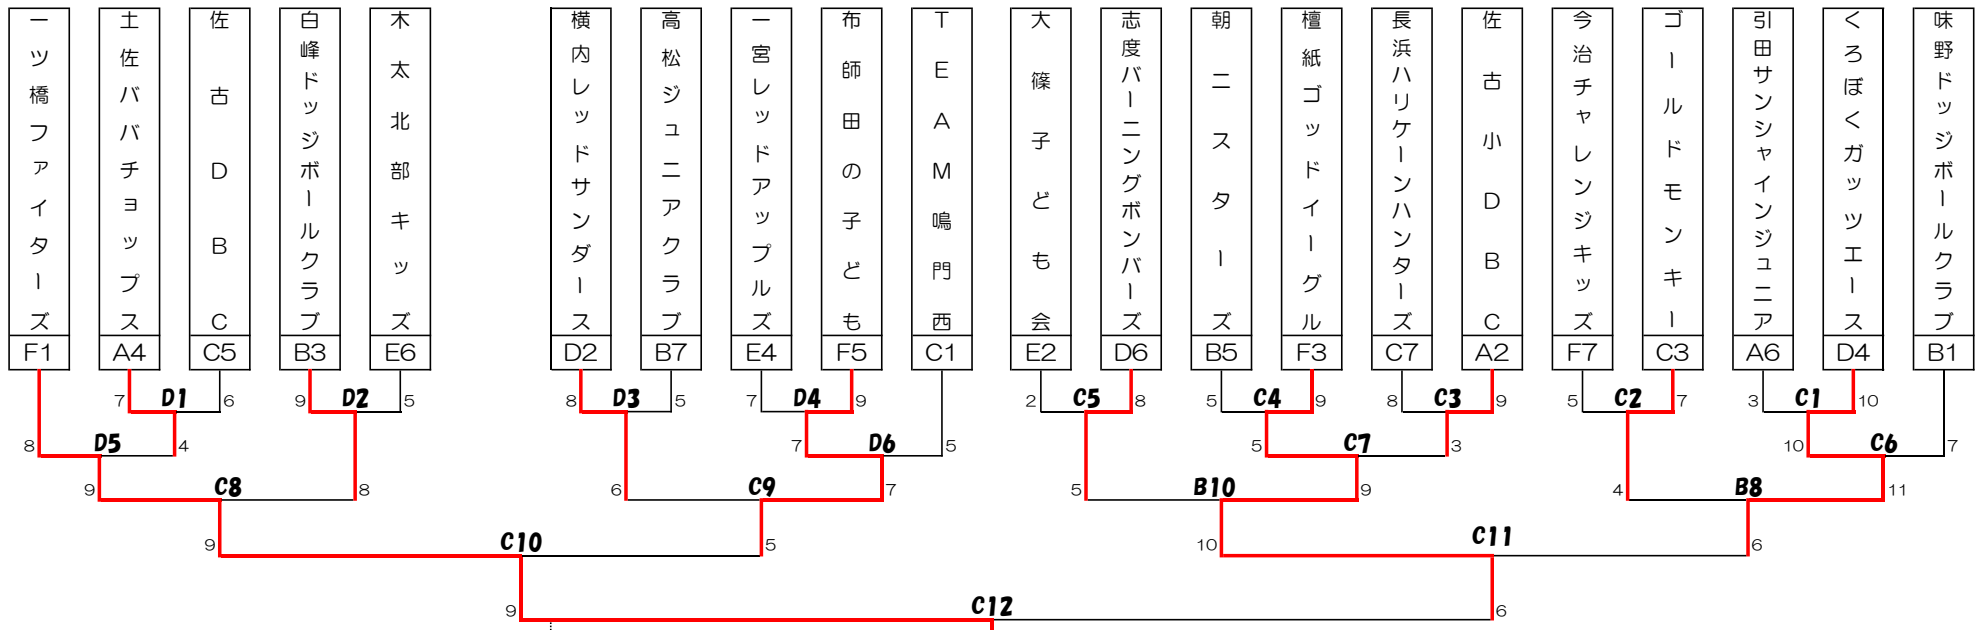 一ツ橋ファイターズ
土佐ババチョップス
佐古DBC
白峰ドッジボールクラブ
木太北部キッズ
横内レッドサンダース
高松ジュニアクラブ
一宮レッドアップルズ
布師田の子ども
TEAM鳴門西
大篠子ども会
志度バーニングボンバーズ
朝ニスターズ
檀紙ゴッドイーグル
長浜ハリケーンハンターズ
佐古小DBC
今治チャレンジキッズ
ゴールドモンキー
引田サンシャインジュニア
くろぼくガッツエース
味野ドッジボールクラブ
F1 A4 C5 B3 E6 D2 B7 E4 F5 C1 E2 D6 B5 F3 C7 A2 F7 C3 A6 D4 B1
7 D1 6 9 D2 5 8 D3 5 7 D4 9 2 C5 8 5 C4 9 8 C3 9 5 C2 7 3 C1 10
8 D5 4 7 D6 5 5 C7 3 10 C6 7
9 C8 8 6 C9 7 5 B10 9 4 B8 11
9 C10 5 10 C11 6
9 C12 6